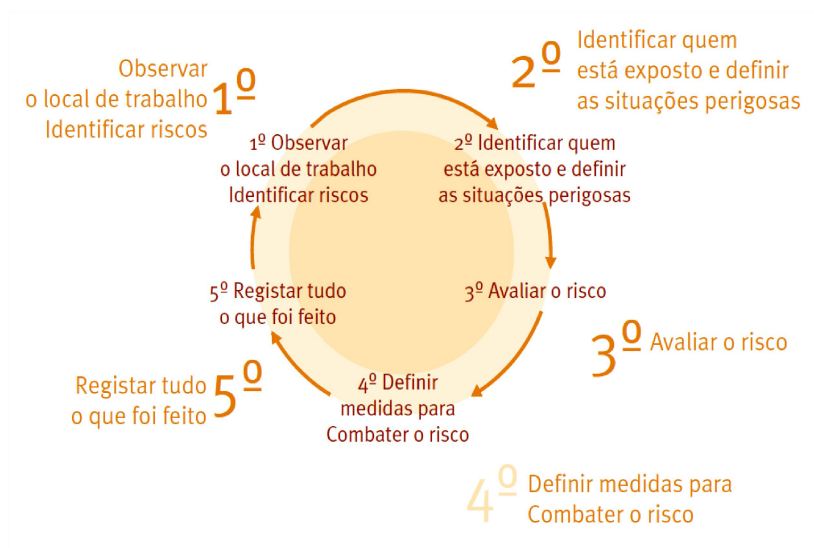 Observar
o local de trabalho
Identificar riscos
1º
2º
Identificar quem
está exposto e definir
as situações perigosas
1º Observar
o local de trabalho
Identificar riscos
2º Identificar quem
está exposto e definir
as situações perigosas
5º Registar tudo
o que foi feito
3º Avaliar o risco
3º
Avaliar o risco
4º Definir
medidas para
Combater o risco
Registar tudo
o que foi feito
5º
4º
Definir medidas para
Combater o risco